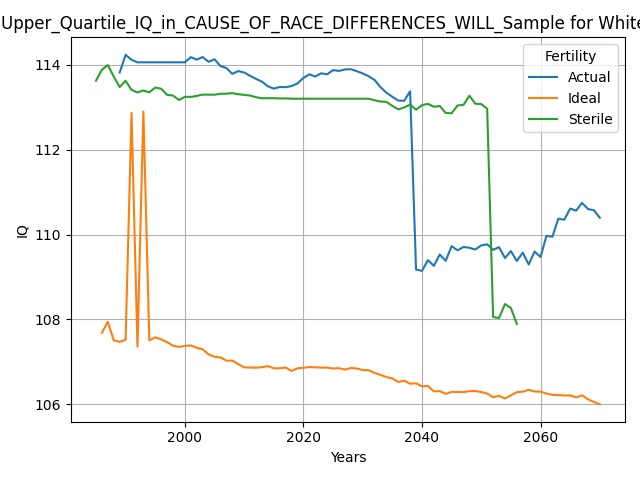 Upper_Quartile_IQ_in_CAUSE_OF_RACE_DIFFERENCES_WILL_Sample for White
Fertility
Actual
Ideal
Sterile
114
112
110
108
106
IQ
2000
2020
2040
2060
Years